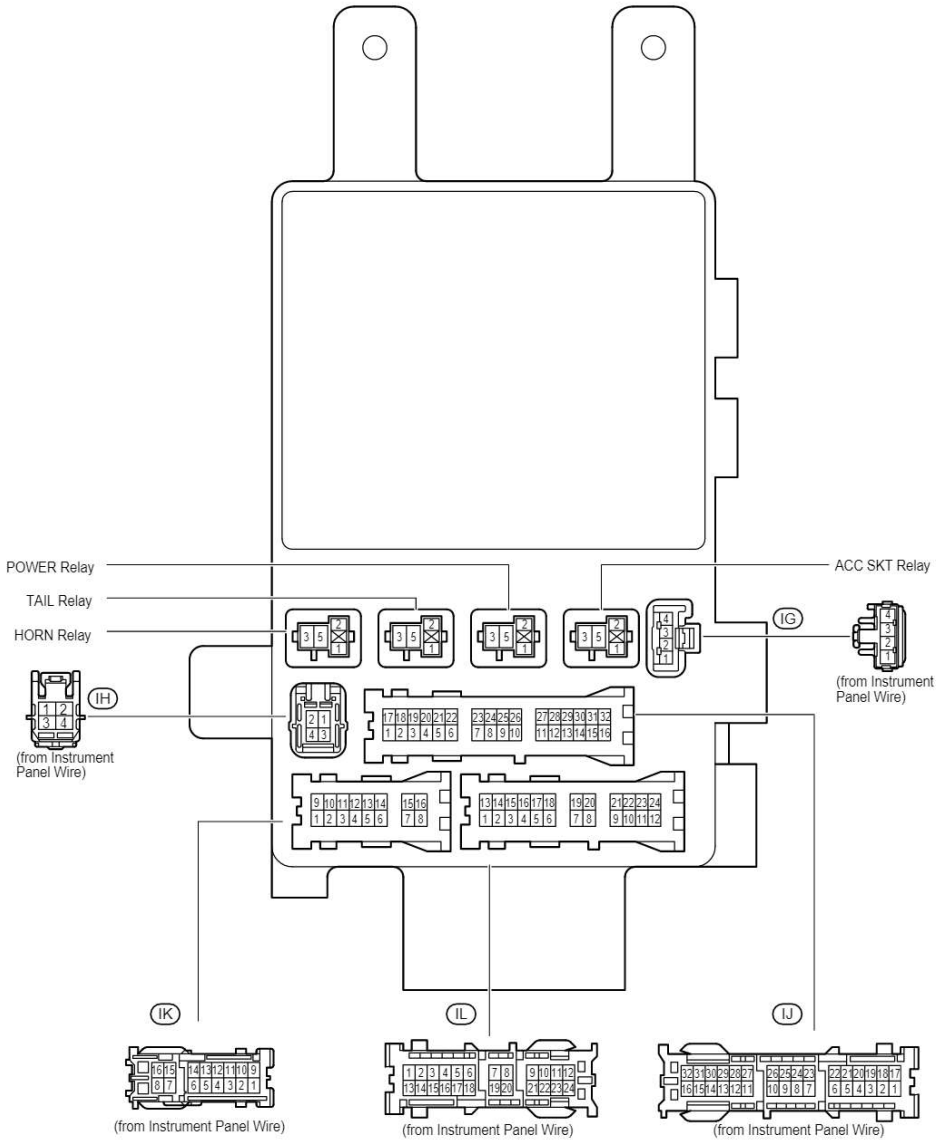 POWER Relay
TAIL Relay
HORN Relay
ACC SKT Relay
3 5 2 1
3 5 2 1
3 5 2 1
3 5 2 1
4
3
2
1
IG
4
3
2
1
(from Instrument
Panel Wire)
IH
1 2
3 4
(from Instrument
Panel Wire)
2 1
4 3
17 18 19 20 21 22 23 24 25 26 27 28 29 30 31 32
1 2 3 4 5 6 7 8 9 10 11 12 13 14 15 16
9 10 11 12 13 14 15 16
1 2 3 4 5 6 7 8
13 14 15 16 17 18 19 20 21 22 23 24
1 2 3 4 5 6 7 8 9 10 11 12
IK
16 15 14 13 12 11 10 9
8 7 6 5 4 3 2 1
(from Instrument Panel Wire)
IL
1 2 3 4 5 6 7 8 9 10 11 12
13 14 15 16 17 18 19 20 21 22 23 24
(from Instrument Panel Wire)
IJ
32 31 30 29 28 27 26 25 24 23 22 21 20 19 18 17
16 15 14 13 12 11 10 9 8 7 6 5 4 3 2 1
(from Instrument Panel Wire)